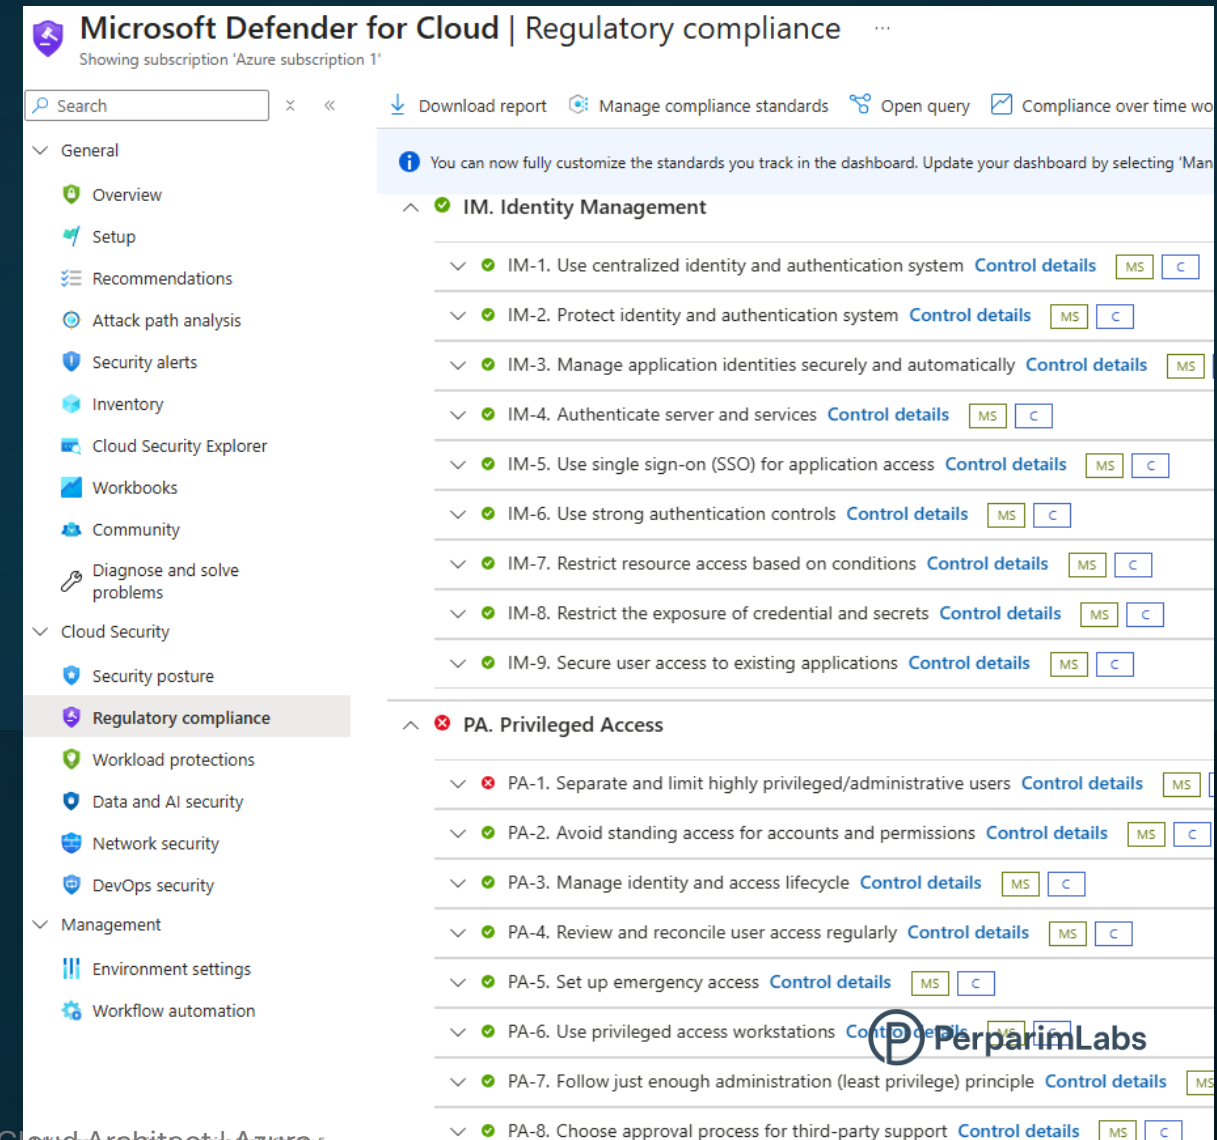 Microsoft Defender for Cloud | Regulatory compliance ...
Showing subscription 'Azure subscription 1'
Search
Download report Manage compliance standards Open query Compliance over time wo
You can now fully customize the standards you track in the dashboard. Update your dashboard by selecting 'Man
General
Overview
Setup
Recommendations
Attack path analysis
Security alerts
Inventory
Cloud Security Explorer
Workbooks
Community
Diagnose and solve
problems
Cloud Security
Security posture
Regulatory compliance
Workload protections
Data and AI security
Network security
DevOps security
Management
Environment settings
Workflow automation
IM. Identity Management
IM-1. Use centralized identity and authentication system Control details MS C
IM-2. Protect identity and authentication system Control details MS C
IM-3. Manage application identities securely and automatically Control details MS
IM-4. Authenticate server and services Control details MS C
IM-5. Use single sign-on (SSO) for application access Control details MS C
IM-6. Use strong authentication controls Control details MS C
IM-7. Restrict resource access based on conditions Control details MS C
IM-8. Restrict the exposure of credential and secrets Control details MS C
IM-9. Secure user access to existing applications Control details MS C
PA. Privileged Access
PA-1. Separate and limit highly privileged/administrative users Control details MS
PA-2. Avoid standing access for accounts and permissions Control details MS C
PA-3. Manage identity and access lifecycle Control details MS C
PA-4. Review and reconcile user access regularly Control details MS C
PA-5. Set up emergency access Control details MS C
PA-6. Use privileged access workstations Control details MS C
PerparimLabs
PA-7. Follow just enough administration (least privilege) principle Control details MS
PA-8. Choose approval process for third-party support Control details MS C